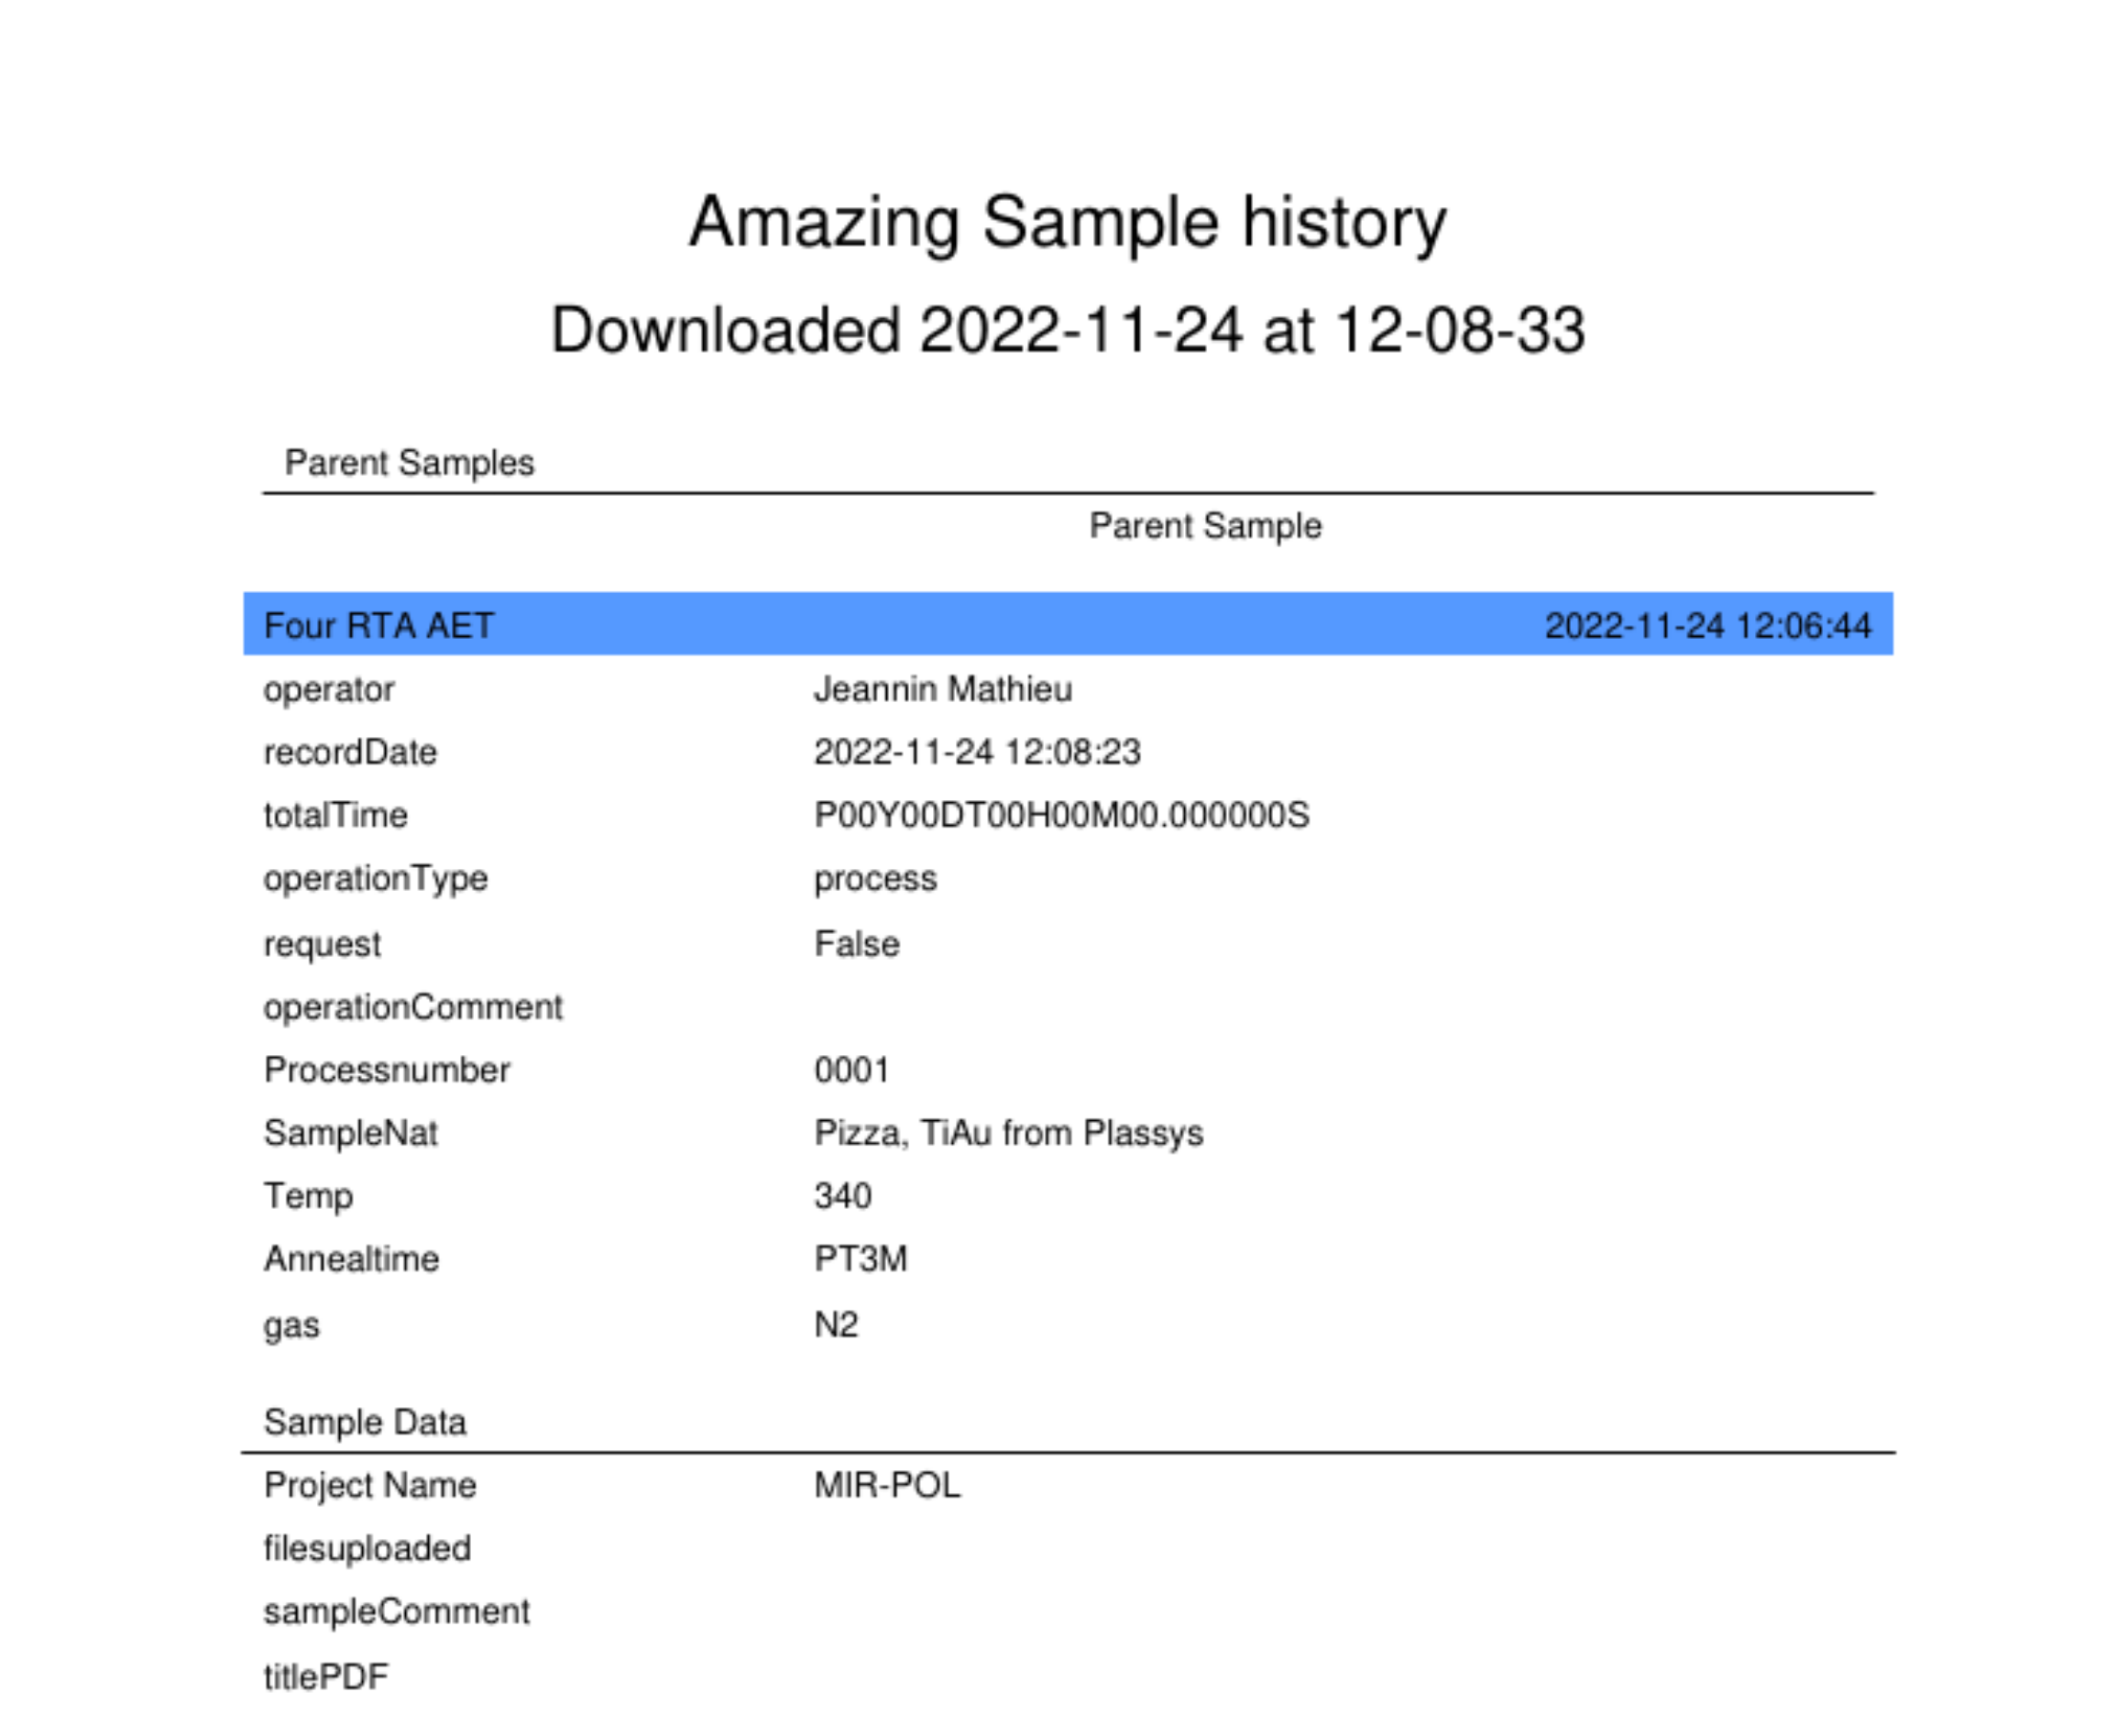 Amazing Sample history
Downloaded 2022-11-24 at 12-08-33
Parent Samples
Parent Sample
Four RTA AET 2022-11-24 12:06:44
operator Jeannin Mathieu
recordDate 2022-11-24 12:08:23
totalTime P00Y00DT00H00M00.000000S
operationType process
request False
operationComment
Processnumber 0001
SampleNat Pizza, TiAu from Plassys
Temp 340
Annealtime PT3M
gas N2
Sample Data
Project Name MIR-POL
filesuploaded
sampleComment
titlePDF